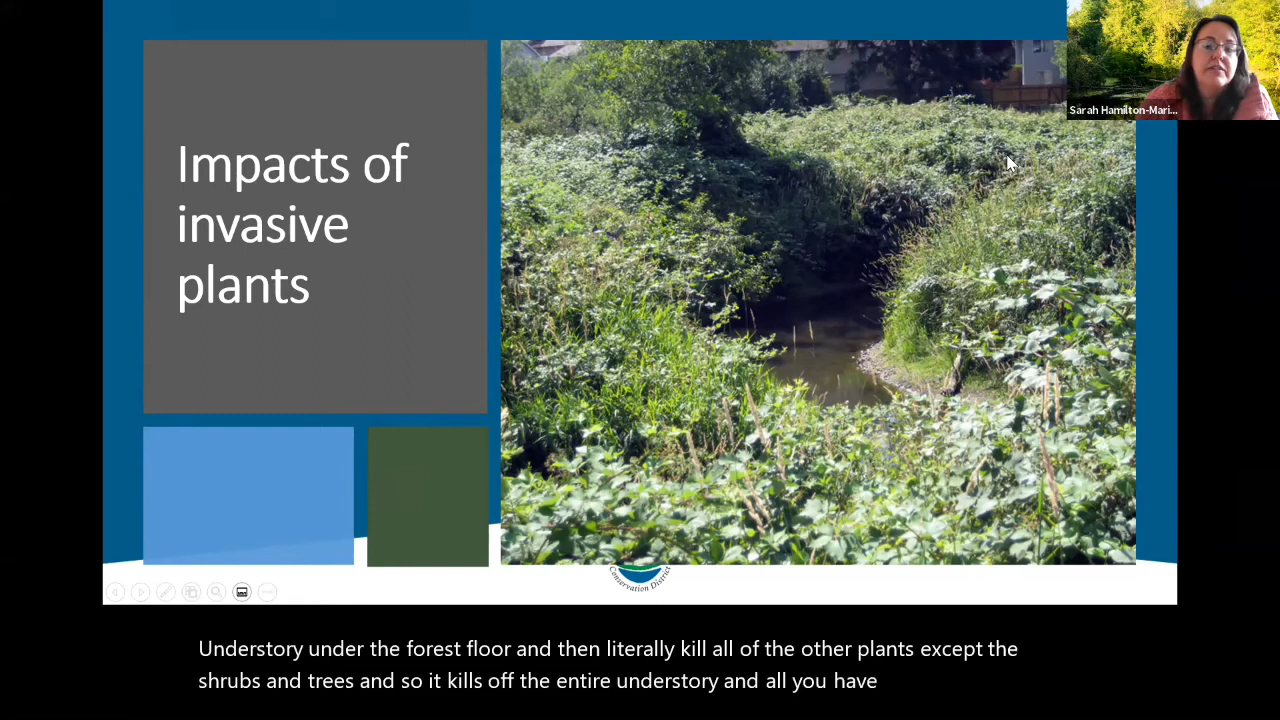 Impacts of
invasive
plants
Sarah Hamilton-Mari...
Conservation District
Understory under the forest floor and then literally kill all of the other plants except the
shrubs and trees and so it kills off the entire understory and all you have